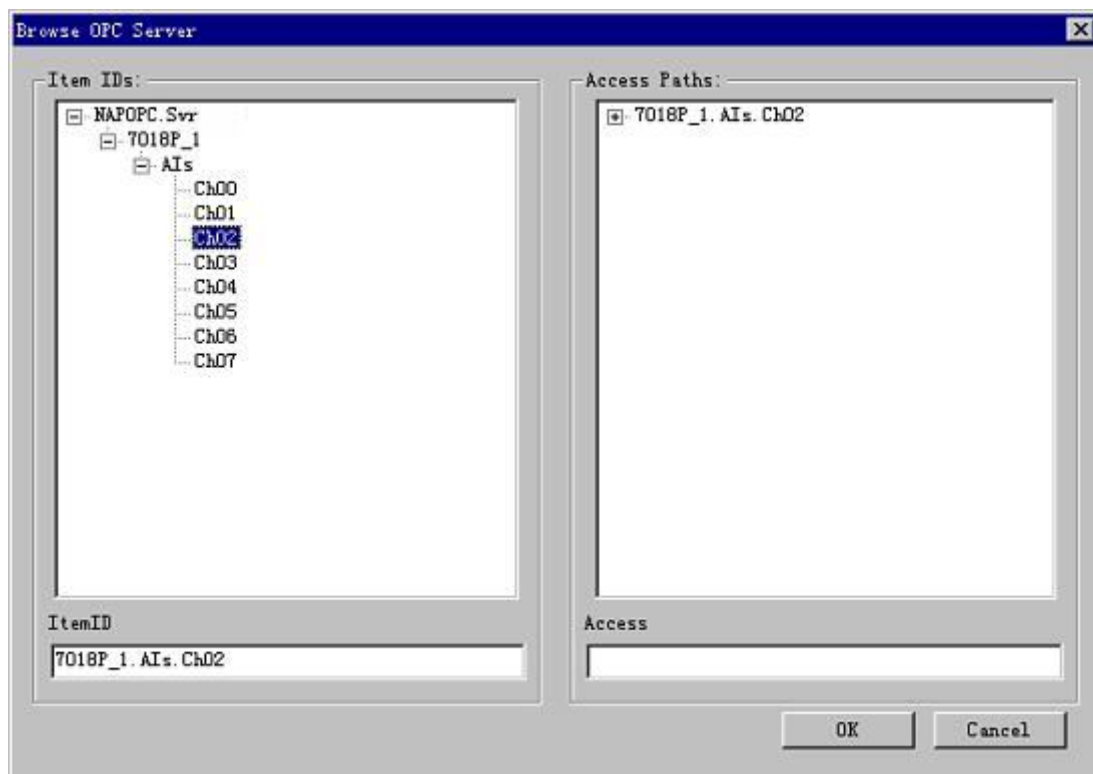 Browse OPC Server
Item IDs:
NAPOPC.Svr
7018P_1
AIs
Ch00
Ch01
Ch02
Ch03
Ch04
Ch05
Ch06
Ch07
ItemID
7018P_1.AIs.Ch02
Access Paths:
7018P_1.AIs.Ch02
Access
OK
Cancel